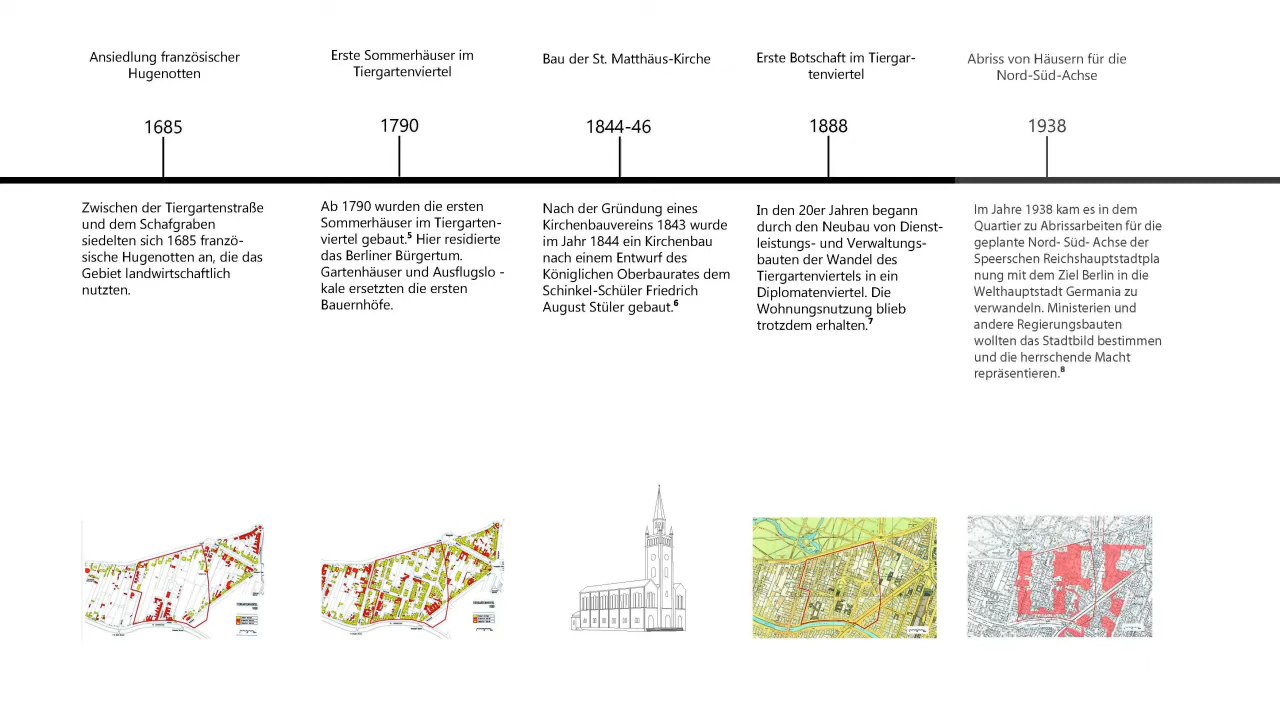 Ansiedlung französischer
Hugenotten
1685
Zwischen der Tiergartenstraße
und dem Schafgraben
siedelten sich 1685 franzö-
sische Hugenotten an, die das
Gebiet landwirtschaftlich
nutzten.
Erste Sommerhäuser im
Tiergartenviertel
1790
Ab 1790 wurden die ersten
Sommerhäuser im Tiergarten-
viertel gebaut.5 Hier residierte
das Berliner Bürgertum.
Gartenhäuser und Ausflugslo -
kale ersetzten die ersten
Bauernhöfe.
Bau der St. Matthäus-Kirche
1844-46
Nach der Gründung eines
Kirchenbauvereins 1843 wurde
im Jahr 1844 ein Kirchenbau
nach einem Entwurf des
Königlichen Oberbaurates dem
Schinkel-Schüler Friedrich
August Stüler gebaut.6
Erste Botschaft im Tiergar-
tenviertel
1888
In den 20er Jahren begann
durch den Neubau von Dienst-
leistungs- und Verwaltungs-
bauten der Wandel des
Tiergartenviertels in ein
Diplomatenviertel. Die
Wohnungsnutzung blieb
trotzdem erhalten.7
Abriss von Häusern für die
Nord-Süd-Achse
1938
Im Jahre 1938 kam es in dem
Quartier zu Abrissarbeiten für die
geplante Nord- Süd- Achse der
Speerschen Reichshauptstadtpla
nung mit dem Ziel Berlin in die
Welthauptstadt Germania zu
verwandeln. Ministerien und
andere Regierungsbauten
wollten das Stadtbild bestimmen
und die herrschende Macht
repräsentieren.8